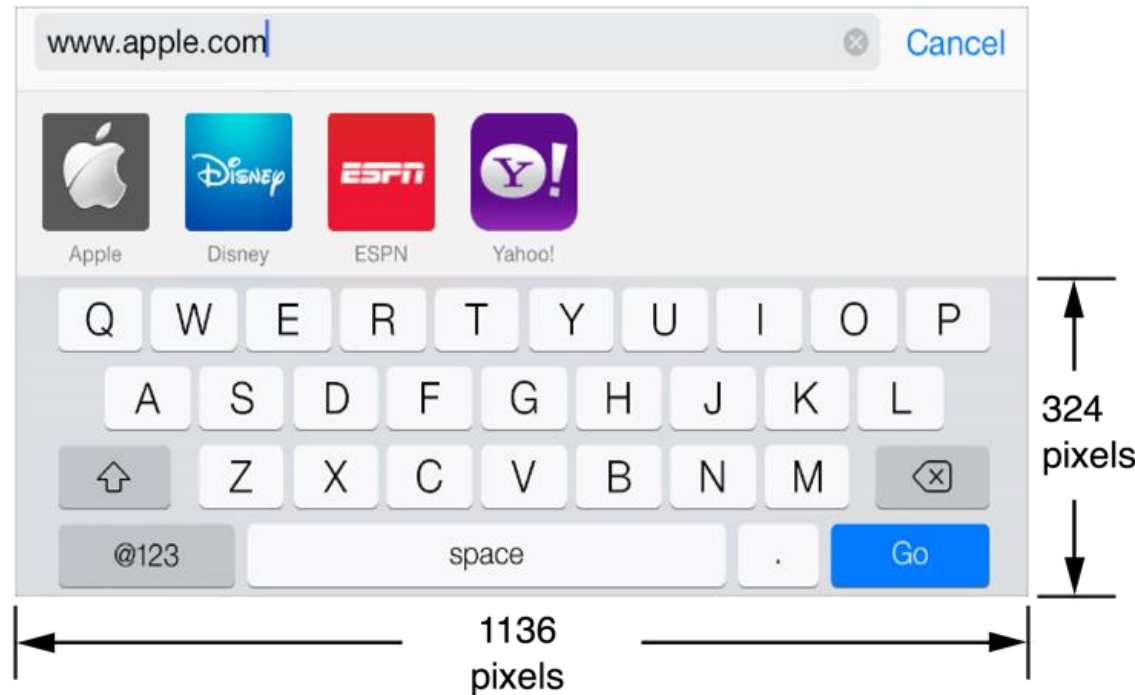 www.apple.com Cancel
Disney ESPN Y!
Apple Disney ESPN Yahoo!
Q W E R T Y U I O P
A S D F G H J K L
324
pixels
Z X C V B N M
@123 space . Go
1136
pixels